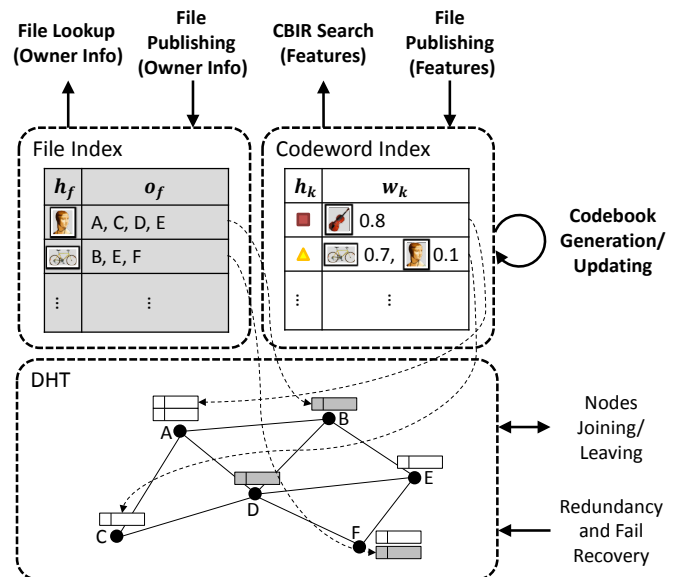 File Lookup
(Owner Info)
File
Publishing
(Owner Info)
CBIR Search
(Features)
File
Publishing
(Features)
File Index
h_f o_f
A, C, D, E
B, E, F
⋮ ⋮
Codeword Index
h_k w_k
0.8
0.7, 0.1
⋮ ⋮
Codebook
Generation/
Updating
DHT
A
B
C
D
E
F
Nodes
Joining/
Leaving
Redundancy
and Fail
Recovery